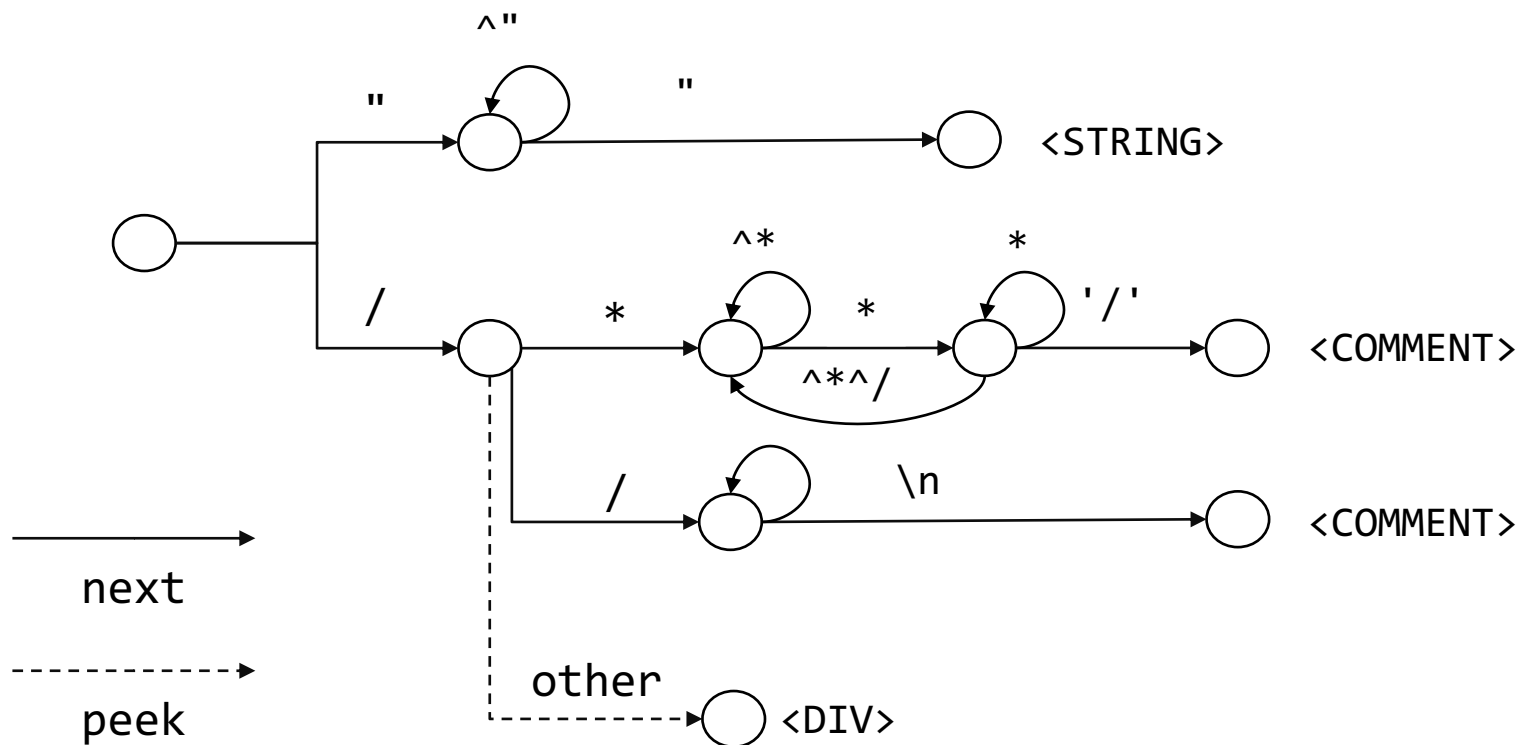 ^"
"
"
<STRING>
^*
*
/
*
*
'/'
<COMMENT>
^*^/
/
\n
<COMMENT>
next
other
<DIV>
peek